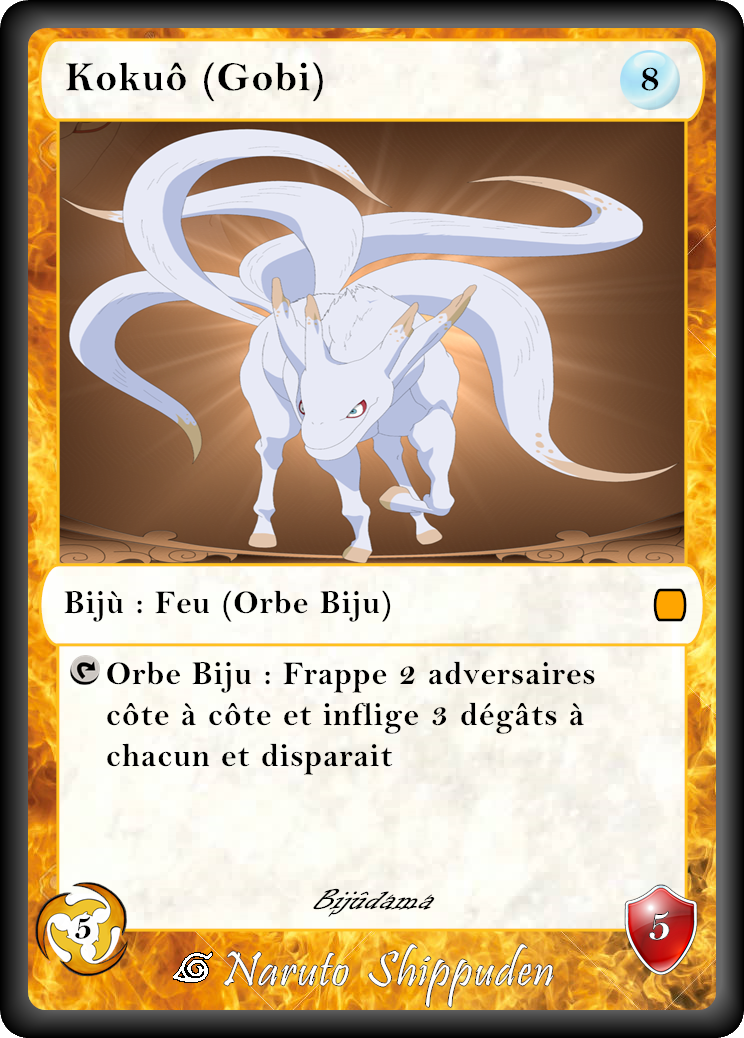 Kokuô (Gobi)
8
Bijù : Feu (Orbe Biju)
Orbe Biju : Frappe 2 adversaires
côte à côte et inflige 3 dégâts à
chacun et disparait
Bijûdama
5
5
Naruto Shippuden